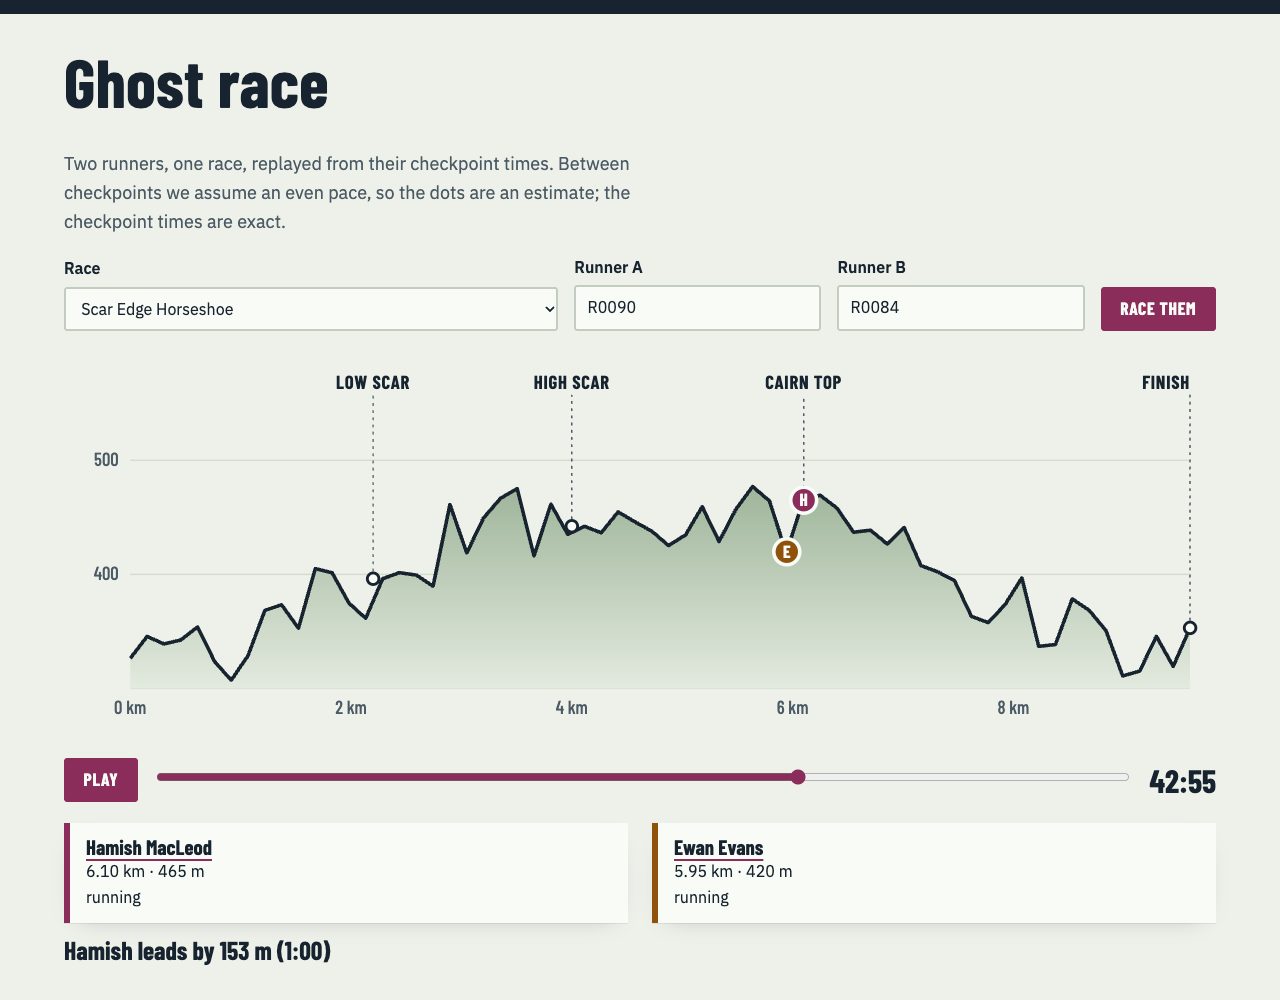 Ghost race
Two runners, one race, replayed from their checkpoint times. Between
checkpoints we assume an even pace, so the dots are an estimate; the
checkpoint times are exact.
Race
Runner A
Runner B
Scar Edge Horseshoe
R0090
R0084
RACE THEM
LOW SCAR
HIGH SCAR
CAIRN TOP
FINISH
500
H
E
400
0 km
2 km
4 km
6 km
8 km
PLAY
42:55
Hamish MacLeod
6.10 km · 465 m
running
Ewan Evans
5.95 km · 420 m
running
Hamish leads by 153 m (1:00)